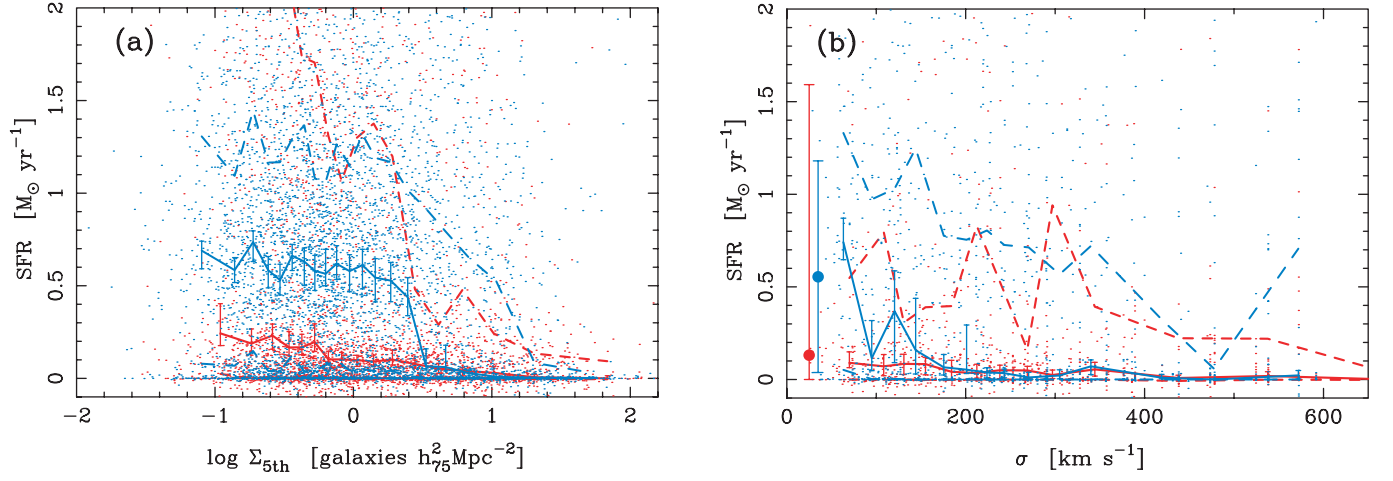 (a)
SFR [M⊙ yr⁻¹]
2
1.5
1
0.5
0
−2 −1 0 1 2
log Σ5th [galaxies h²₇₅Mpc⁻²]
(b)
SFR [M⊙ yr⁻¹]
2
1.5
1
0.5
0
0 200 400 600
σ [km s⁻¹]